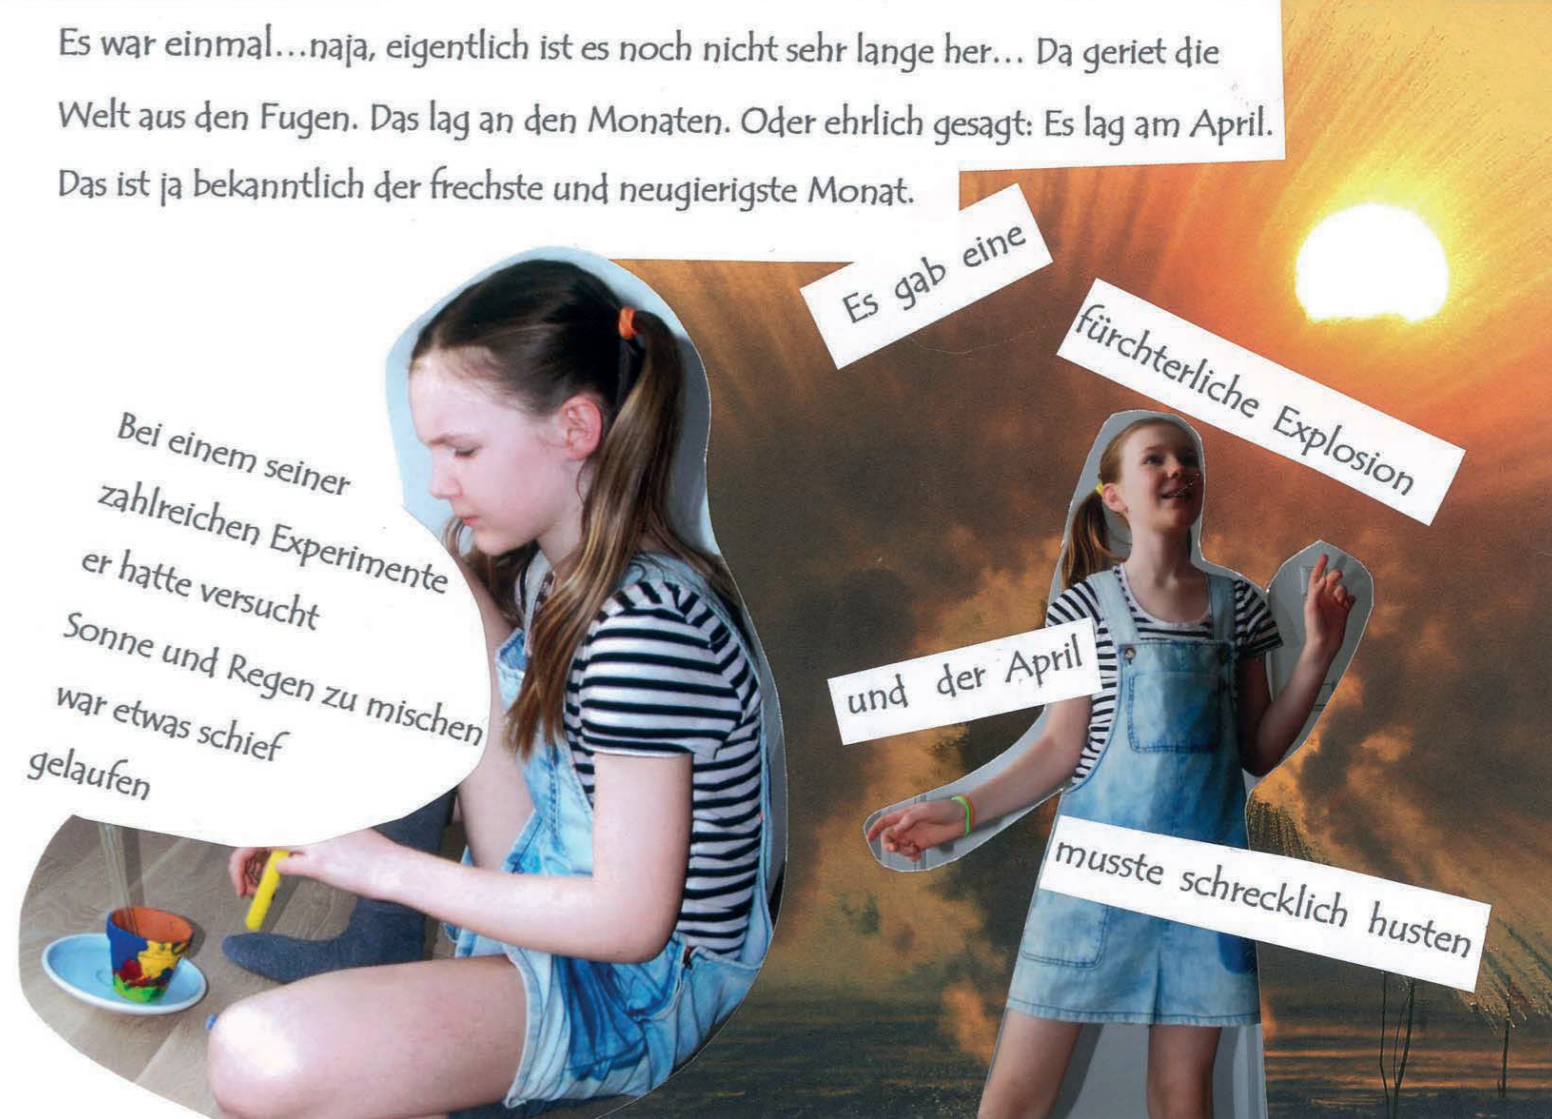 Es war einmal...naja, eigentlich ist es noch nicht sehr lange her... Da geriet die
Welt aus den Fugen. Das lag an den Monaten. Oder ehrlich gesagt: Es lag am April.
Das ist ja bekanntlich der frechste und neugierigste Monat.
Bei einem seiner
zahlreichen Experimente
er hatte versucht
Sonne und Regen zu mischen
war etwas schief
gelaufen
Es gab eine
fürchterliche Explosion
und der April
musste schrecklich husten